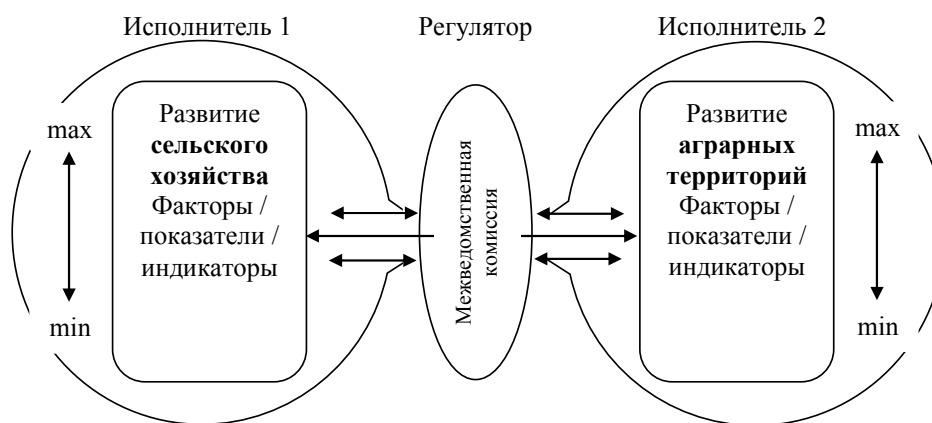 Исполнитель 1
Регулятор
Исполнитель 2
max
min
Развитие
сельского
хозяйства
Факторы /
показатели /
индикаторы
Межведомственная
комиссия
Развитие
аграрных
территорий
Факторы /
показатели /
индикаторы
max
min